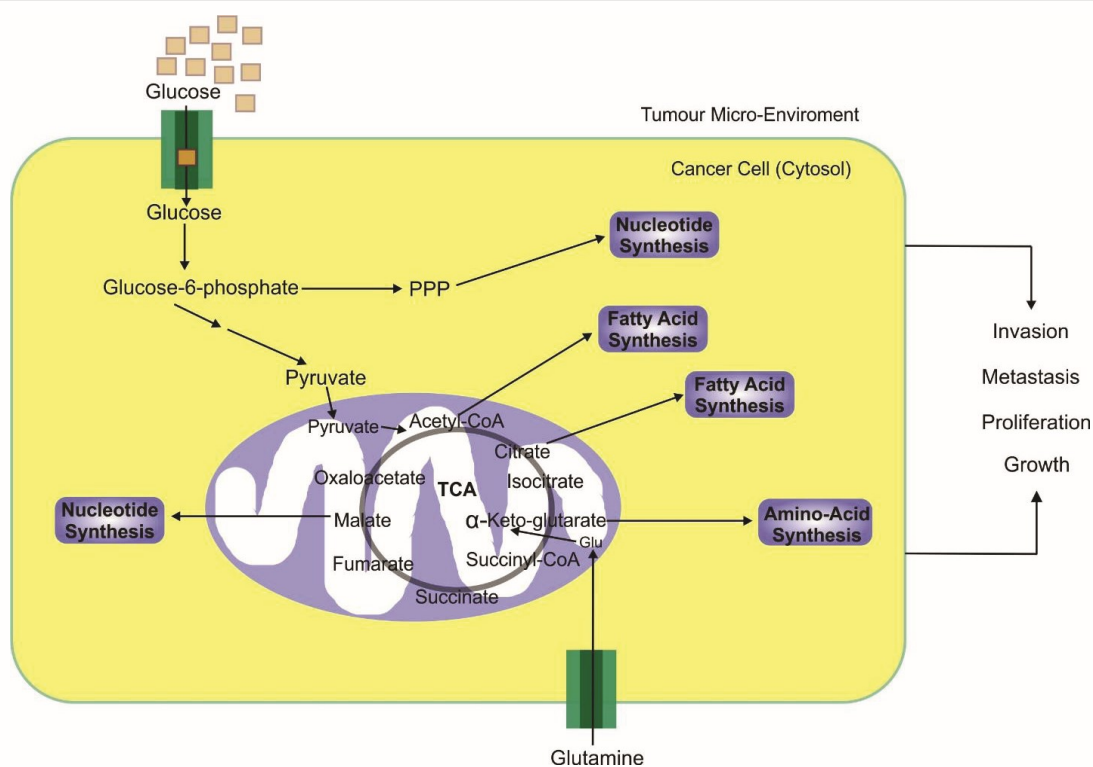 Glucose
Tumour Micro-Enviroment
Cancer Cell (Cytosol)
Glucose
Nucleotide
Synthesis
Glucose-6-phosphate
PPP
Fatty Acid
Synthesis
Invasion
Pyruvate
Metastasis
Fatty Acid
Synthesis
Proliferation
Pyruvate
Acetyl-CoA
Citrate
Growth
Oxaloacetate
TCA
Isocitrate
Nucleotide
Synthesis
Malate
α-Keto-glutarate
Amino-Acid
Synthesis
Glu
Fumarate
Succinyl-CoA
Succinate
Glutamine